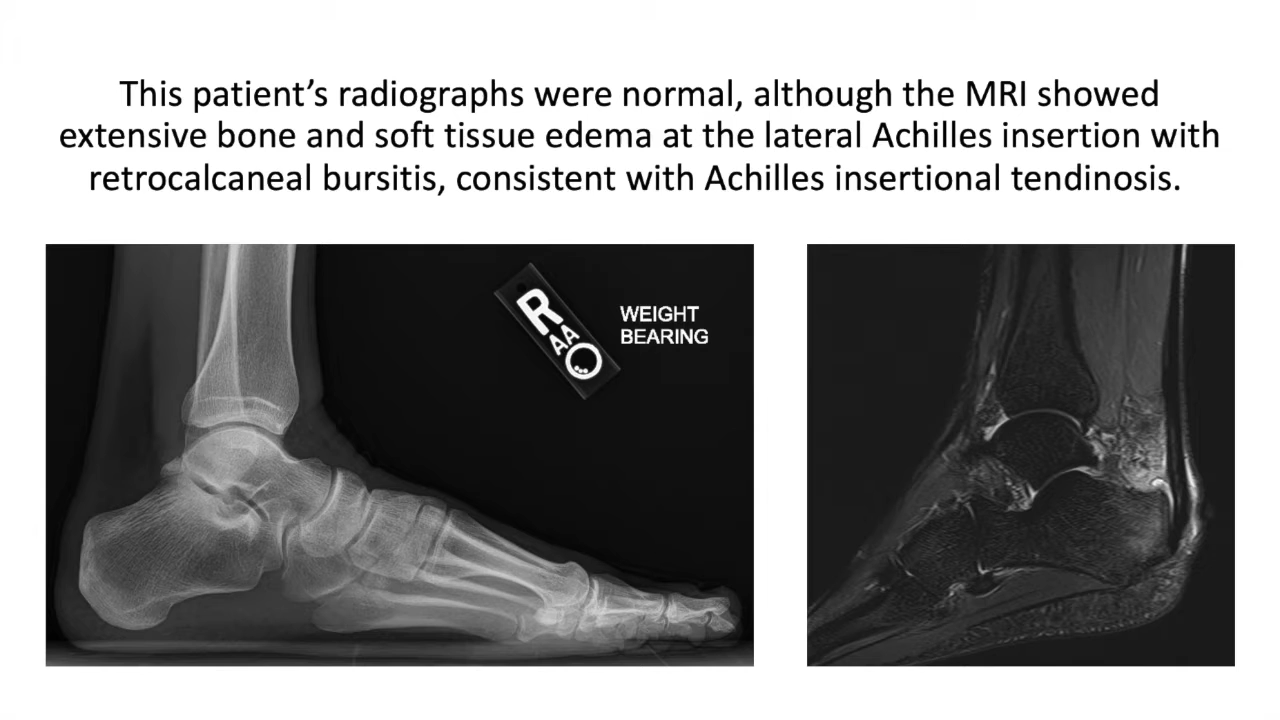 This patient’s radiographs were normal, although the MRI showed
extensive bone and soft tissue edema at the lateral Achilles insertion with
retrocalcaneal bursitis, consistent with Achilles insertional tendinosis.
R
AAO
WEIGHT
BEARING